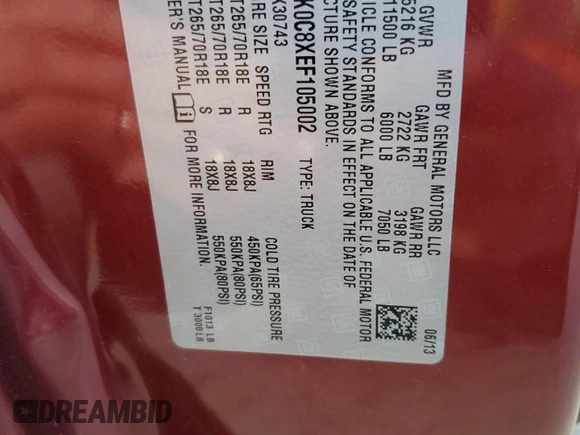 MFD BY GENERAL MOTORS LLC 06/13
GVWR GAWR FRT GAWR RR
5216 KG 2722 KG 3198 KG
11500 LB 6000 LB 7050 LB
ICLE CONFORMS TO ALL APPLICABLE U.S. FEDERAL MOTOR
SAFETY STANDARDS IN EFFECT ON THE DATE OF
CTURE SHOWN ABOVE.
K0C8XEF105002 TYPE: TRUCK
K30743
RE SIZE SPEED RTG RIM COLD TIRE PRESSURE
T265/70R18E R 18X8J 450KPA(65PSI)
T265/70R18E R 18X8J 550KPA(80PSI)
T265/70R18E S 18X8J 550KPA(80PSI)
ER'S MANUAL FOR MORE INFORMATION.
F1013 LB
T 3000 LB
DREAMBID